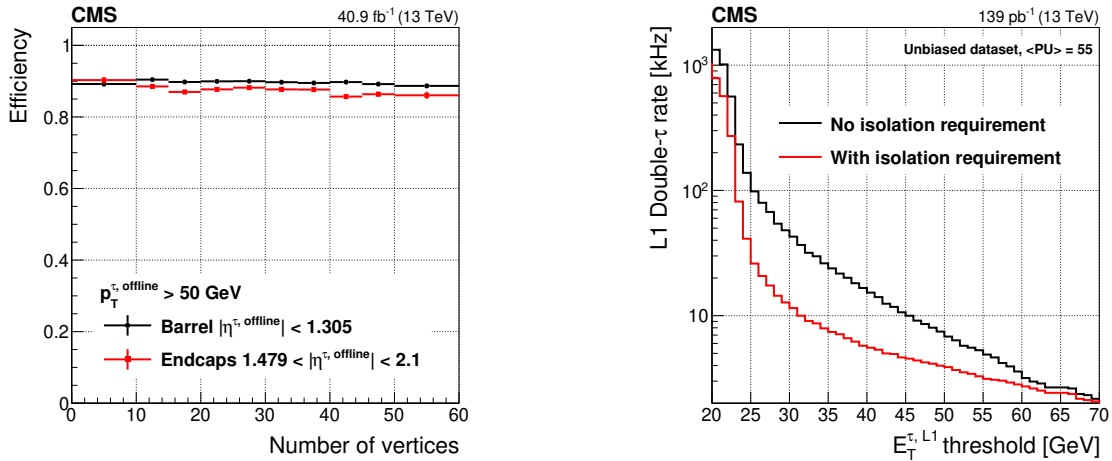 CMS 40.9 fb⁻¹ (13 TeV)
Efficiency
1
0.8
0.6
0.4
0.2
0
p_T^{τ, offline} > 50 GeV
Barrel |η^{τ, offline}| < 1.305
Endcaps 1.479 < |η^{τ, offline}| < 2.1
0 10 20 30 40 50 60
Number of vertices
CMS 139 pb⁻¹ (13 TeV)
L1 Double-τ rate [kHz]
Unbiased dataset, <PU> = 55
10³
10²
10
No isolation requirement
With isolation requirement
20 25 30 35 40 45 50 55 60 65 70
E_T^{τ, L1} threshold [GeV]